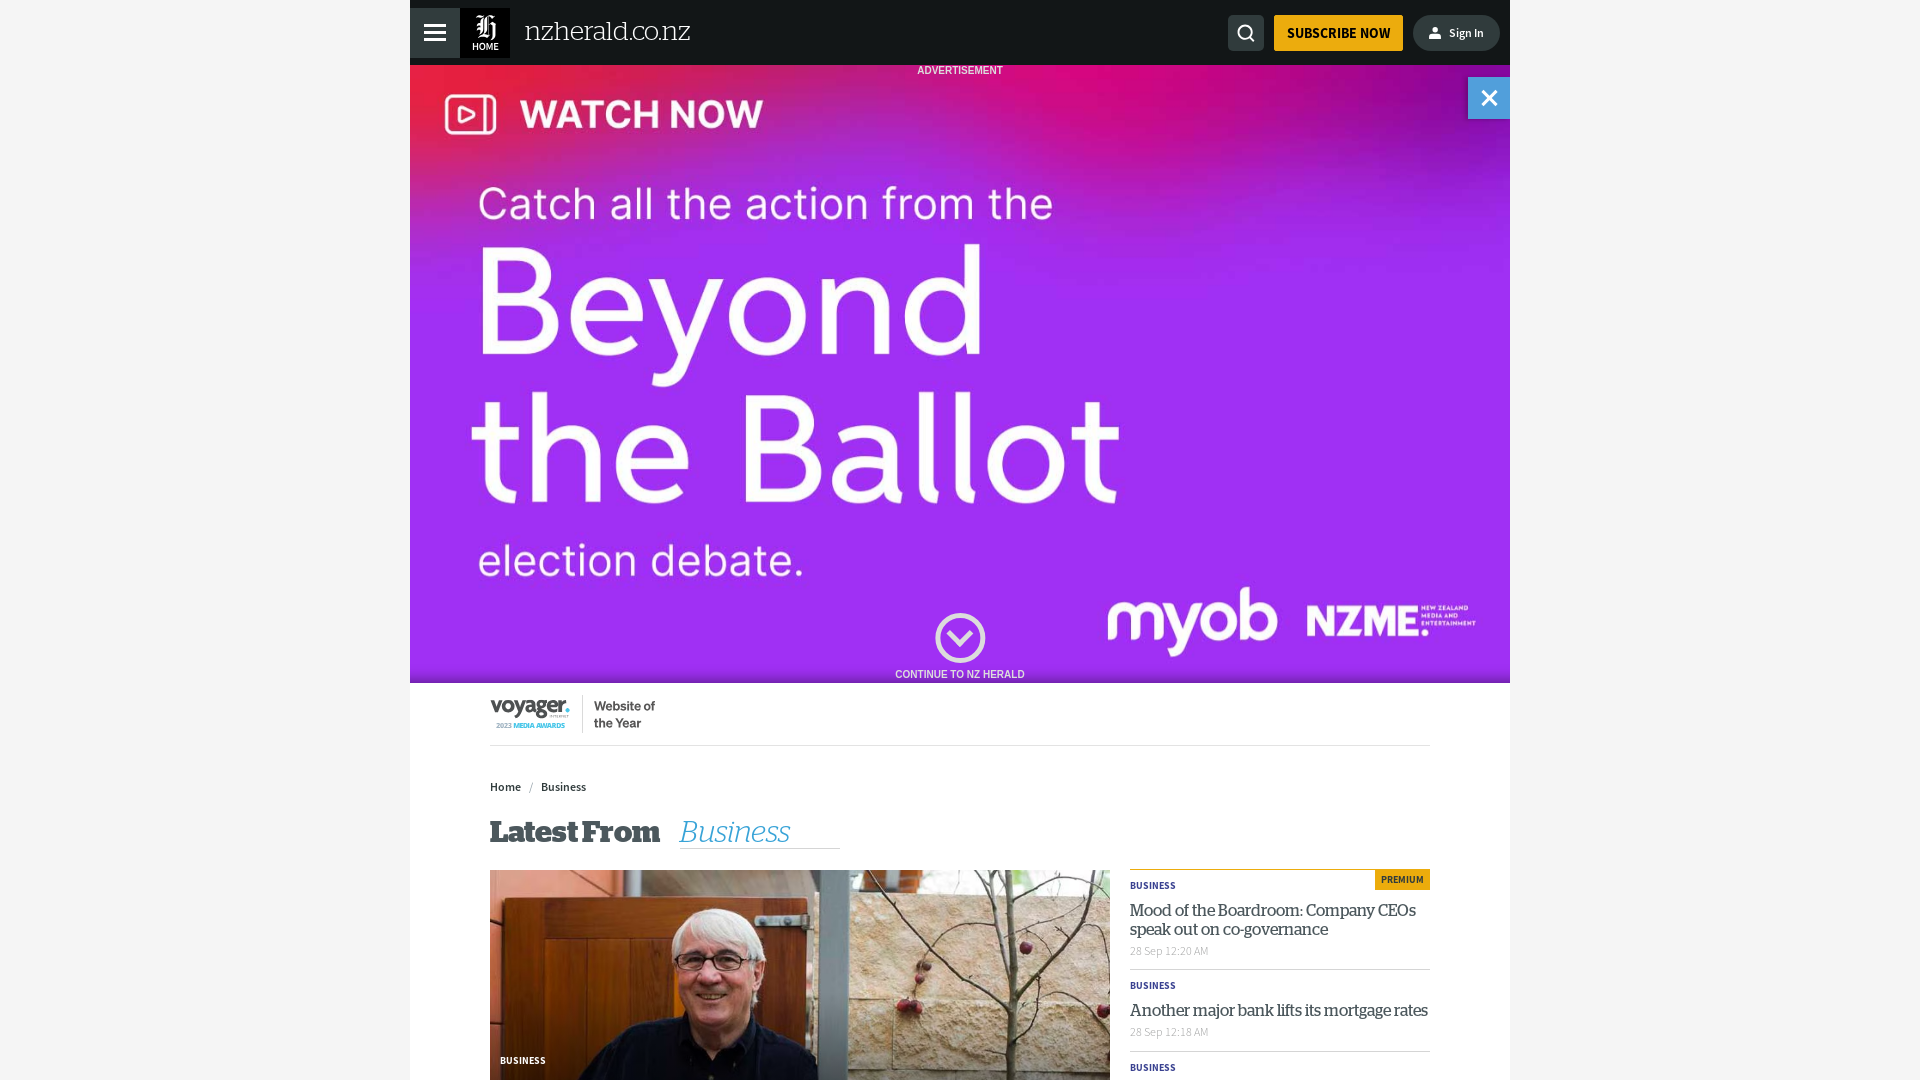 HOME
nzherald.co.nz
SUBSCRIBE NOW
Sign In
ADVERTISEMENT
WATCH NOW
Catch all the action from the
Beyond
the Ballot
election debate.
myob
NZME.
NEW ZEALAND
MEDIA AND
ENTERTAINMENT
CONTINUE TO NZ HERALD
voyager.
2023 MEDIA AWARDS
Website of
the Year
Home / Business
Latest From Business
BUSINESS
PREMIUM
BUSINESS
Mood of the Boardroom: Company CEOs
speak out on co-governance
28 Sep 12:20 AM
BUSINESS
Another major bank lifts its mortgage rates
28 Sep 12:18 AM
BUSINESS